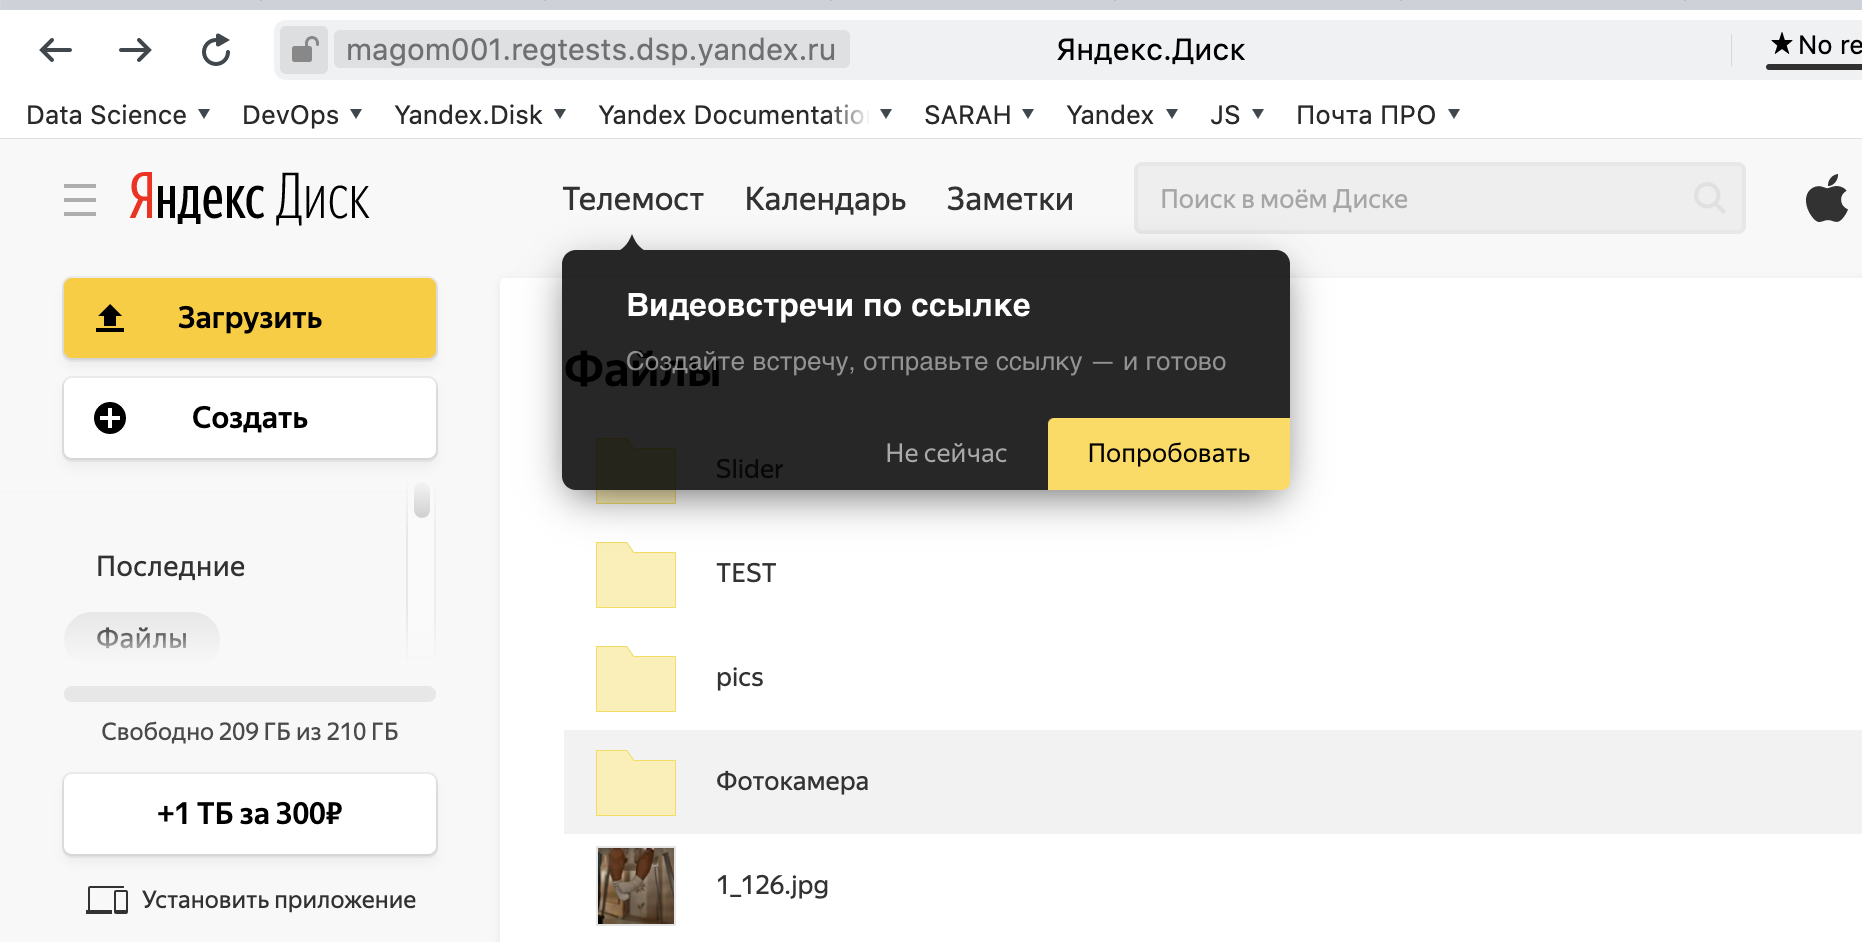 magom001.regtests.dsp.yandex.ru
Яндекс.Диск
★ No re
Data Science
DevOps
Yandex.Disk
Yandex Documentatio
SARAH
Yandex
JS
Почта ПРО
Яндекс Диск
Телемост
Календарь
Заметки
Поиск в моём Диске
Загрузить
Создать
Последние
Файлы
Свободно 209 ГБ из 210 ГБ
+1 ТБ за 300₽
Установить приложение
Видеовстречи по ссылке
Создайте встречу, отправьте ссылку — и готово
Не сейчас
Попробовать
Файлы
Slider
TEST
pics
Фотокамера
1_126.jpg